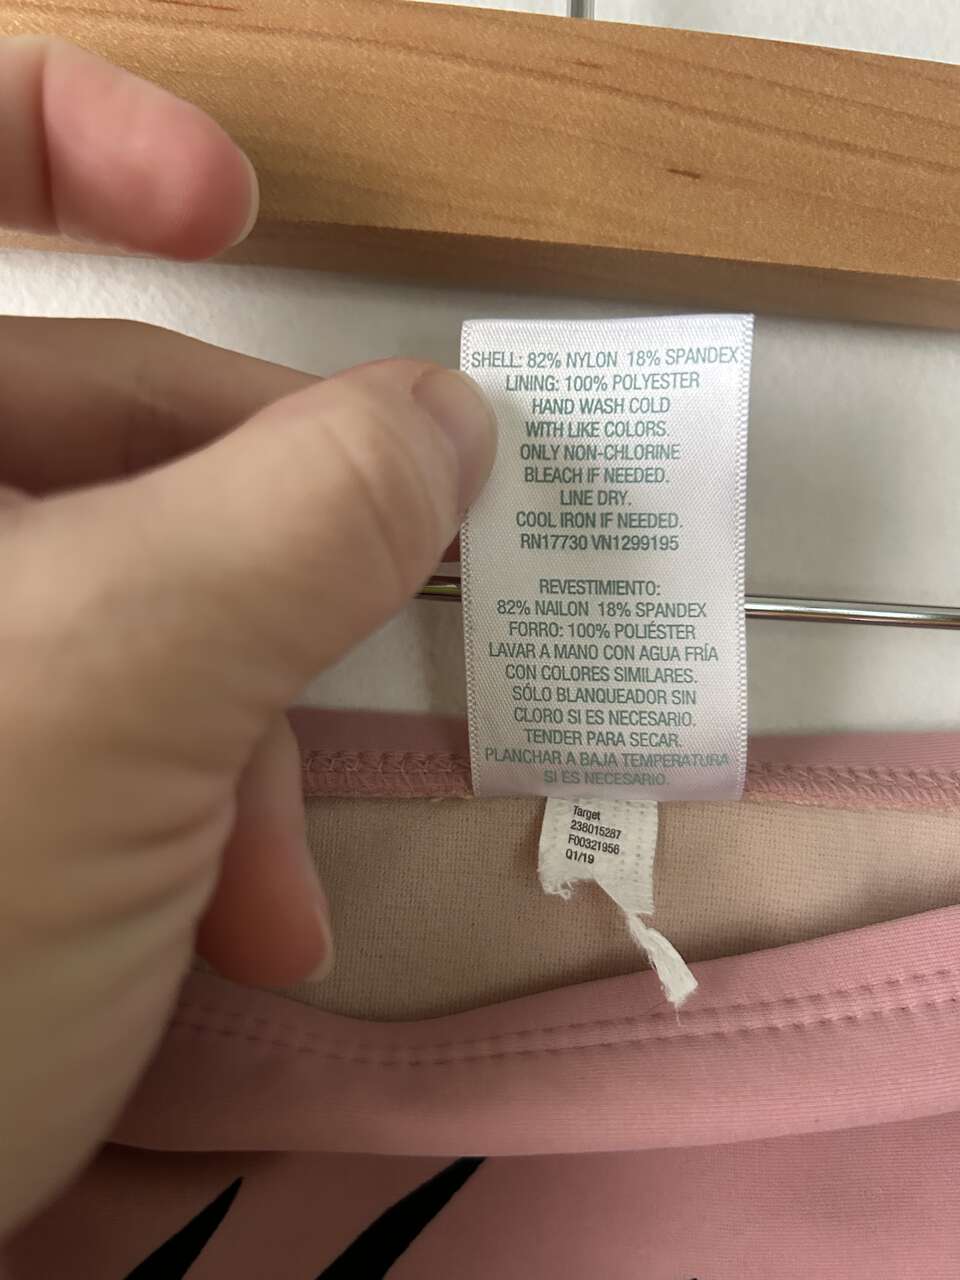 SHELL: 82% NYLON 18% SPANDEX
LINING: 100% POLYESTER
HAND WASH COLD
WITH LIKE COLORS.
ONLY NON-CHLORINE
BLEACH IF NEEDED.
LINE DRY.
COOL IRON IF NEEDED.
RN17730 VN1299195
REVESTIMIENTO:
82% NAILON 18% SPANDEX
FORRO: 100% POLIÉSTER
LAVAR A MANO CON AGUA FRÍA
CON COLORES SIMILARES.
SÓLO BLANQUEADOR SIN
CLORO SI ES NECESARIO.
TENDER PARA SECAR.
PLANCHAR A BAJA TEMPERATURA
SI ES NECESARIO.
Target
238015287
F00321956
Q1/19